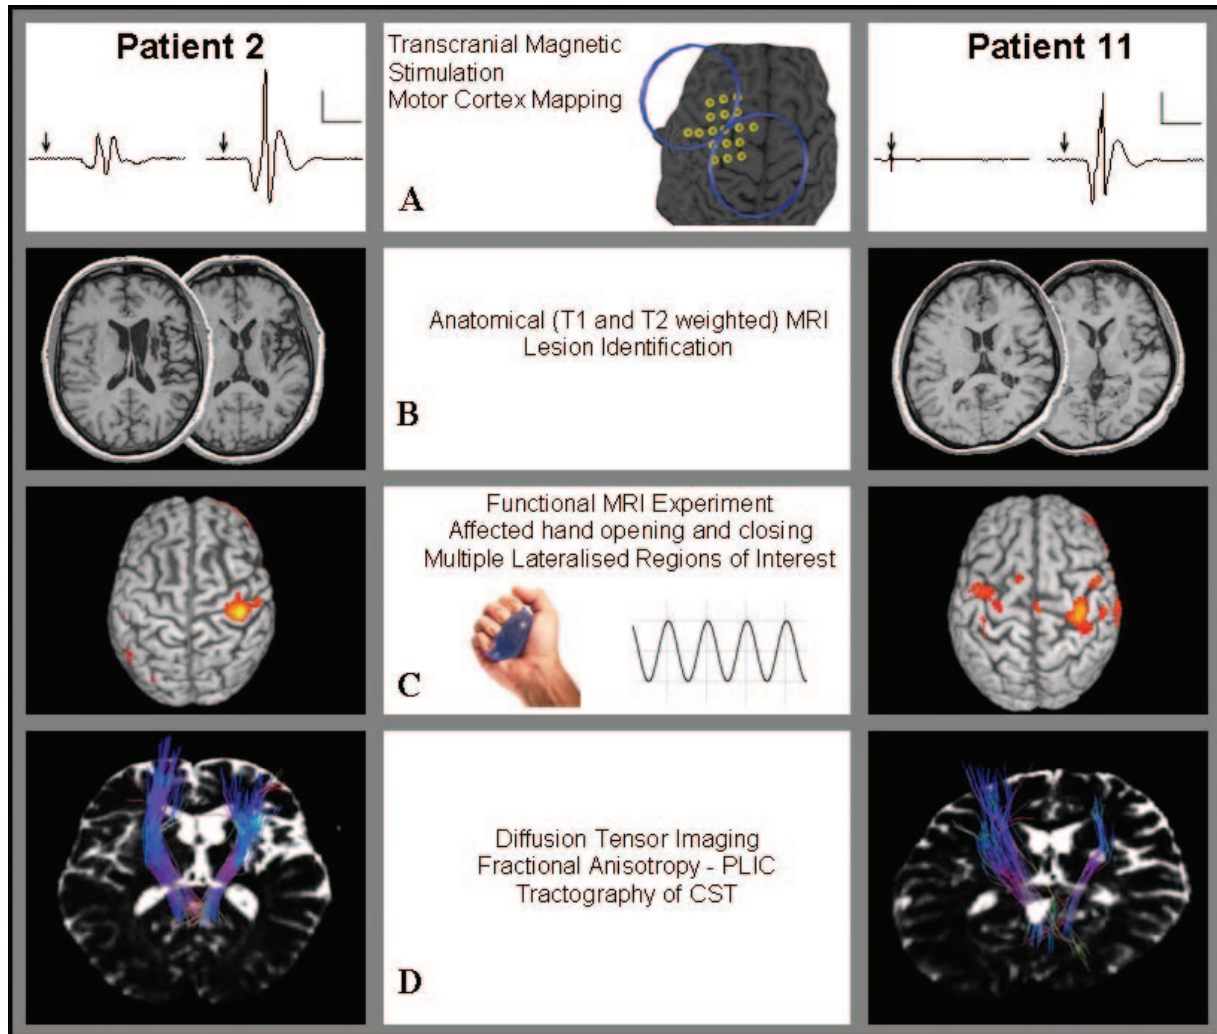 Patient 2
Transcranial Magnetic
Stimulation
Motor Cortex Mapping
A
Patient 11
Anatomical (T1 and T2 weighted) MRI
Lesion Identification
B
Functional MRI Experiment
Affected hand opening and closing
Multiple Lateralised Regions of Interest
C
Diffusion Tensor Imaging
Fractional Anisotropy - PLIC
Tractography of CST
D